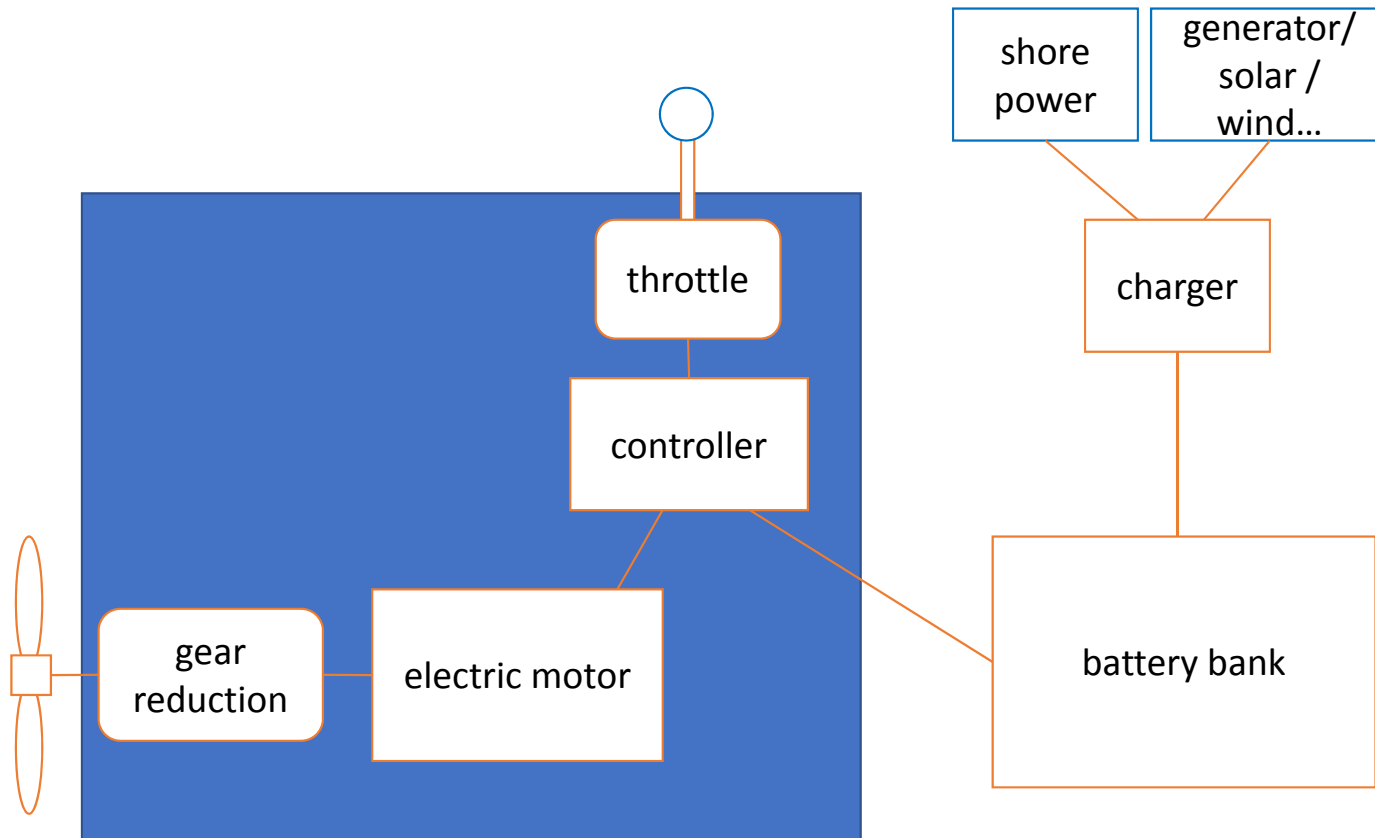 shore
power
generator/
solar /
wind...
throttle
charger
controller
gear
reduction
electric motor
battery bank